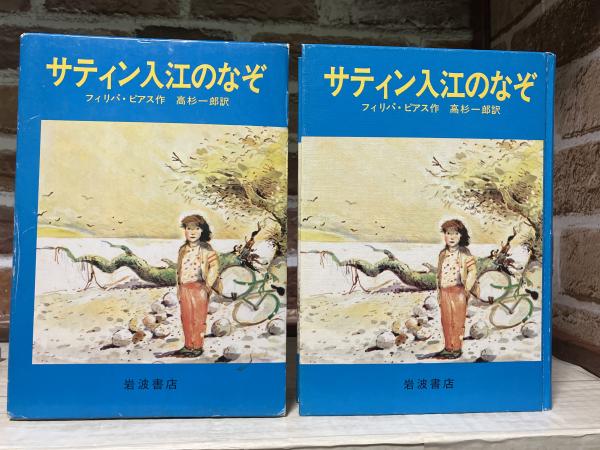 サティン入江のなぞ
フィリパ・ピアス作 高杉一郎訳
岩波書店
サティン入江のなぞ
フィリパ・ピアス作 高杉一郎訳
岩波書店